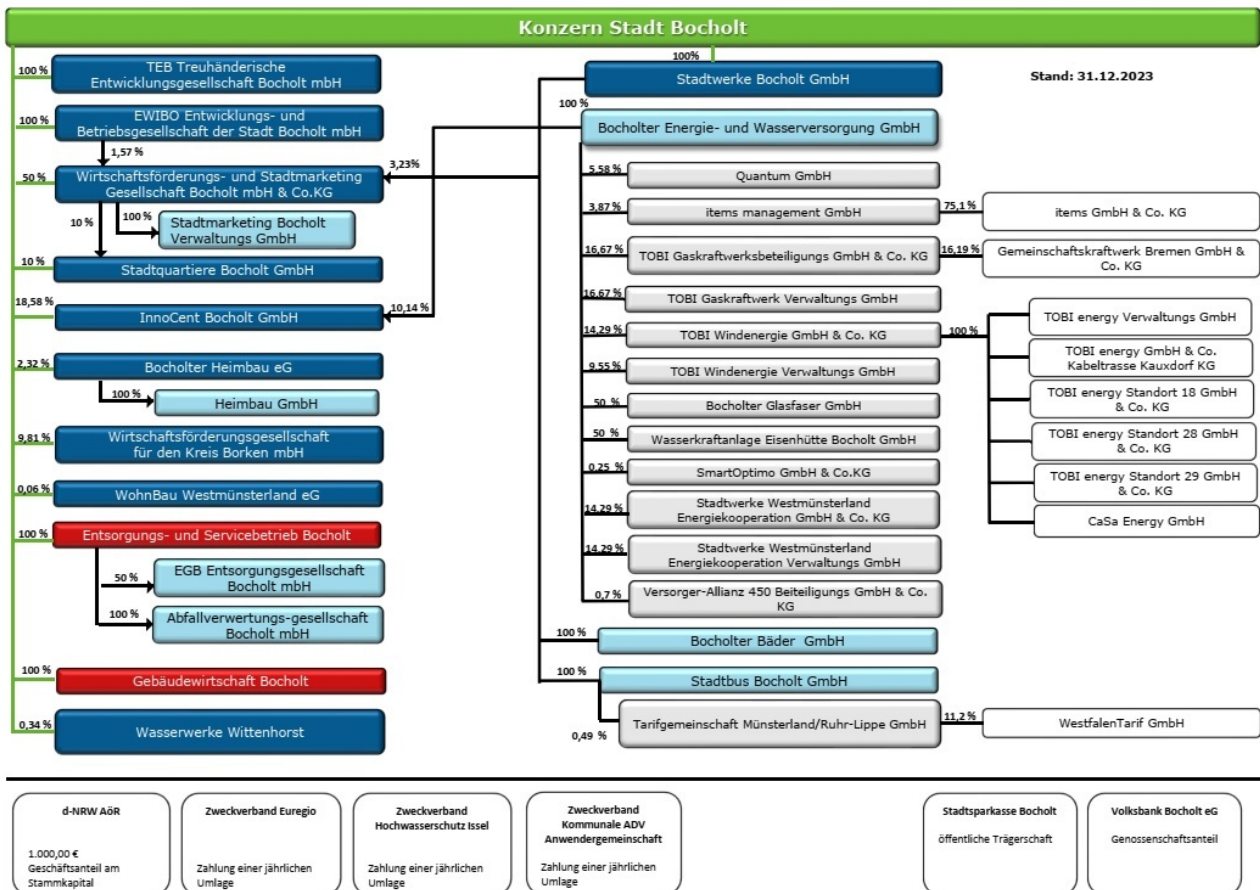 Konzern Stadt Bocholt
100 %
TEB Treuhänderische
Entwicklungsgesellschaft Bocholt mbH
100 %
EWIBO Entwicklungs- und
Betriebsgesellschaft der Stadt Bocholt mbH
1,57 %
50 %
Wirtschaftsförderungs- und Stadtmarketing
Gesellschaft Bocholt mbH & Co.KG
3,23%
10 %
100 %
Stadtmarketing Bocholt
Verwaltungs GmbH
10 %
Stadtquartiere Bocholt GmbH
18,58 %
InnoCent Bocholt GmbH
10,14 %
2,32 %
Bocholter Heimbau eG
100 %
Heimbau GmbH
9,81 %
Wirtschaftsförderungsgesellschaft
für den Kreis Borken mbH
0,06 %
WohnBau Westmünsterland eG
100 %
Entsorgungs- und Servicebetrieb Bocholt
50 %
EGB Entsorgungsgesellschaft
Bocholt mbH
100 %
Abfallverwertungs-gesellschaft
Bocholt mbH
100 %
Gebäudewirtschaft Bocholt
0,34 %
Wasserwerke Wittenhorst
100%
Stadtwerke Bocholt GmbH
Stand: 31.12.2023
100 %
Bocholter Energie- und Wasserversorgung GmbH
5,58 %
Quantum GmbH
3,87 %
items management GmbH
75,1 %
items GmbH & Co. KG
16,67 %
TOBI Gaskraftwerksbeteiligungs GmbH & Co. KG
16,19 %
Gemeinschaftskraftwerk Bremen GmbH &
Co. KG
16,67 %
TOBI Gaskraftwerk Verwaltungs GmbH
14,29 %
TOBI Windenergie GmbH & Co. KG
100 %
TOBI energy Verwaltungs GmbH
TOBI energy GmbH & Co.
Kabeltrasse Kauxdorf KG
TOBI energy Standort 18 GmbH
& Co. KG
TOBI energy Standort 28 GmbH
& Co. KG
TOBI energy Standort 29 GmbH
& Co. KG
CaSa Energy GmbH
9,55 %
TOBI Windenergie Verwaltungs GmbH
50 %
Bocholter Glasfaser GmbH
50 %
Wasserkraftanlage Eisenhütte Bocholt GmbH
0,25 %
SmartOptimo GmbH & Co.KG
14,29 %
Stadtwerke Westmünsterland
Energiekooperation GmbH & Co. KG
14,29 %
Stadtwerke Westmünsterland
Energiekooperation Verwaltungs GmbH
0,7 %
Versorger-Allianz 450 Beiteiligungs GmbH & Co.
KG
100 %
Bocholter Bäder GmbH
100 %
Stadtbus Bocholt GmbH
0,49 %
Tarifgemeinschaft Münsterland/Ruhr-Lippe GmbH
11,2 %
WestfalenTarif GmbH
d-NRW AöR
1.000,00 €
Geschäftsanteil am
Stammkapital
Zweckverband Euregio
Zahlung einer jährlichen
Umlage
Zweckverband
Hochwasserschutz Issel
Zahlung einer jährlichen
Umlage
Zweckverband
Kommunale ADV
Anwendergemeinschaft
Zahlung einer jährlichen
Umlage
Stadtsparkasse Bocholt
öffentliche Trägerschaft
Volksbank Bocholt eG
Genossenschaftsanteil